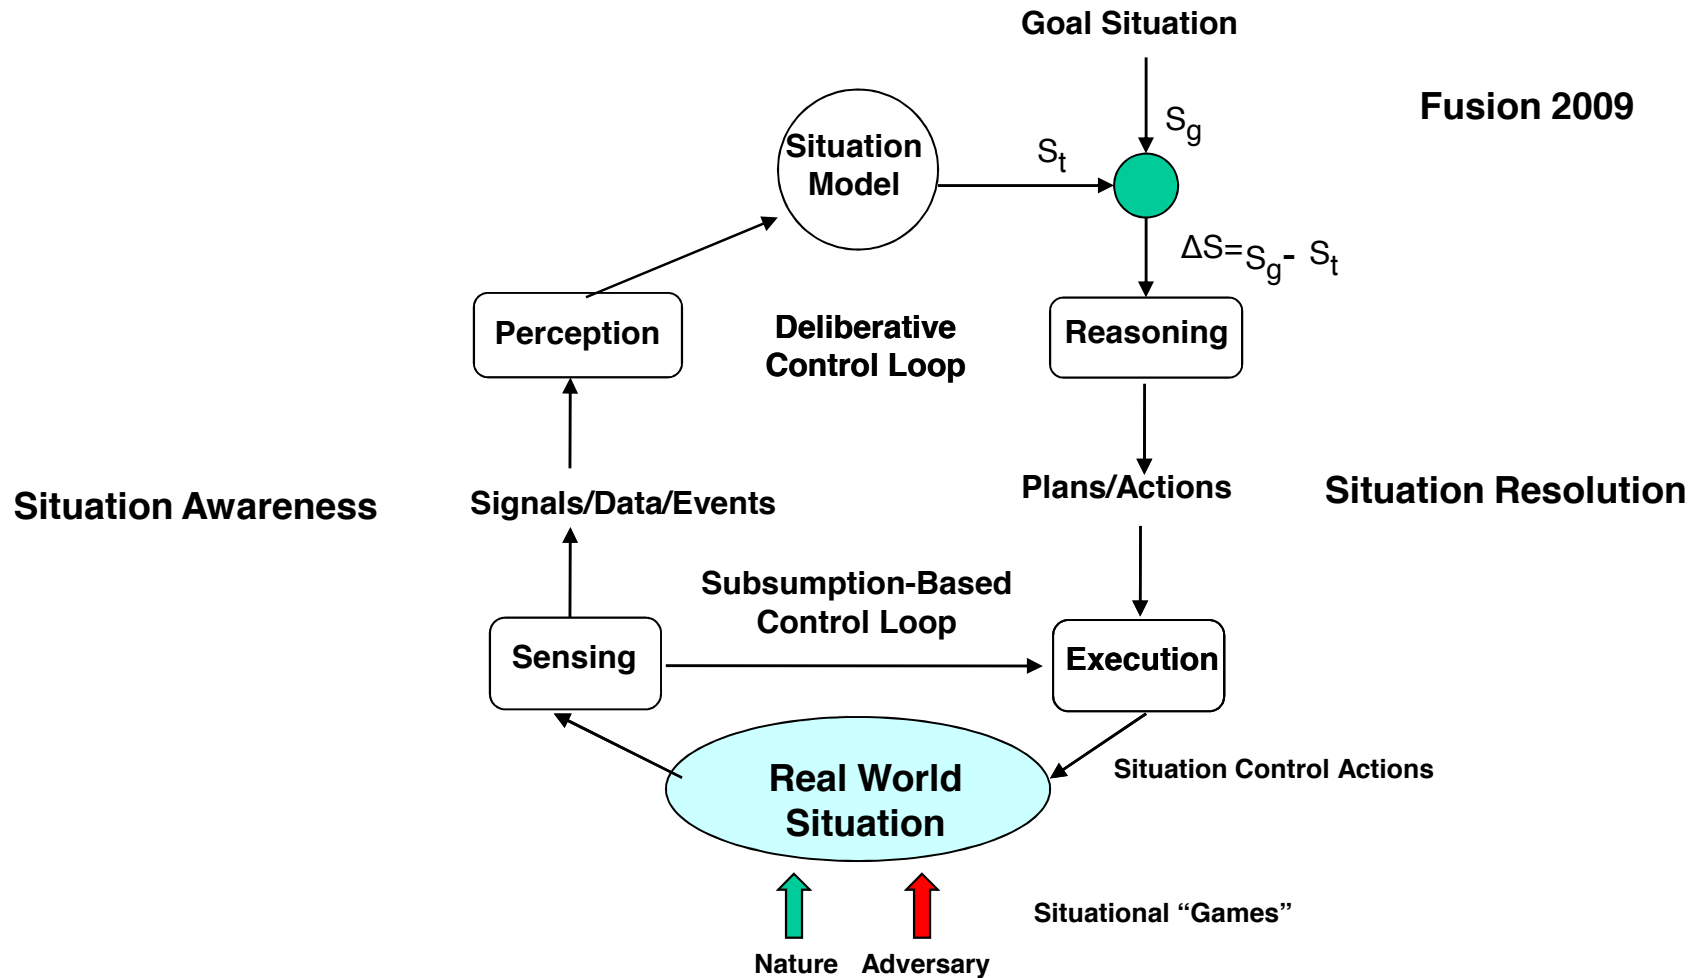 Goal Situation
Fusion 2009
Sg
St
Situation
Model
ΔS=Sg- St
Perception
Deliberative
Control Loop
Reasoning
Situation Awareness
Signals/Data/Events
Plans/Actions
Situation Resolution
Subsumption-Based
Control Loop
Sensing
Execution
Real World
Situation
Situation Control Actions
Situational “Games”
Nature
Adversary